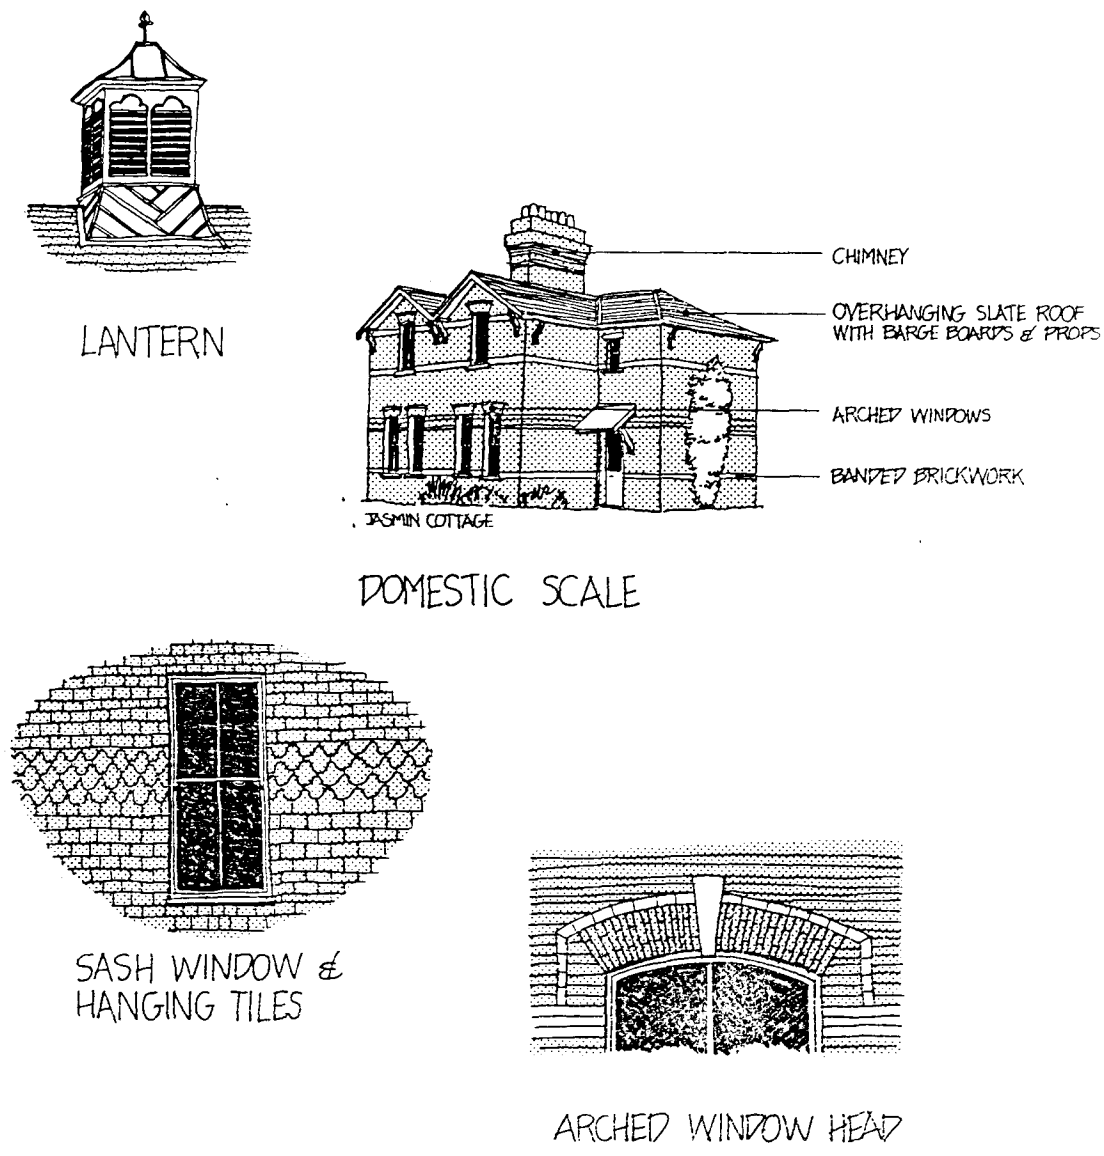 LANTERN
CHIMNEY
OVERHANGING SLATE ROOF
WITH BARGE BOARDS & PROPS
ARCHED WINDOWS
BANDED BRICKWORK
JASMIN COTTAGE
DOMESTIC SCALE
SASH WINDOW &
HANGING TILES
ARCHED WINDOW HEAD